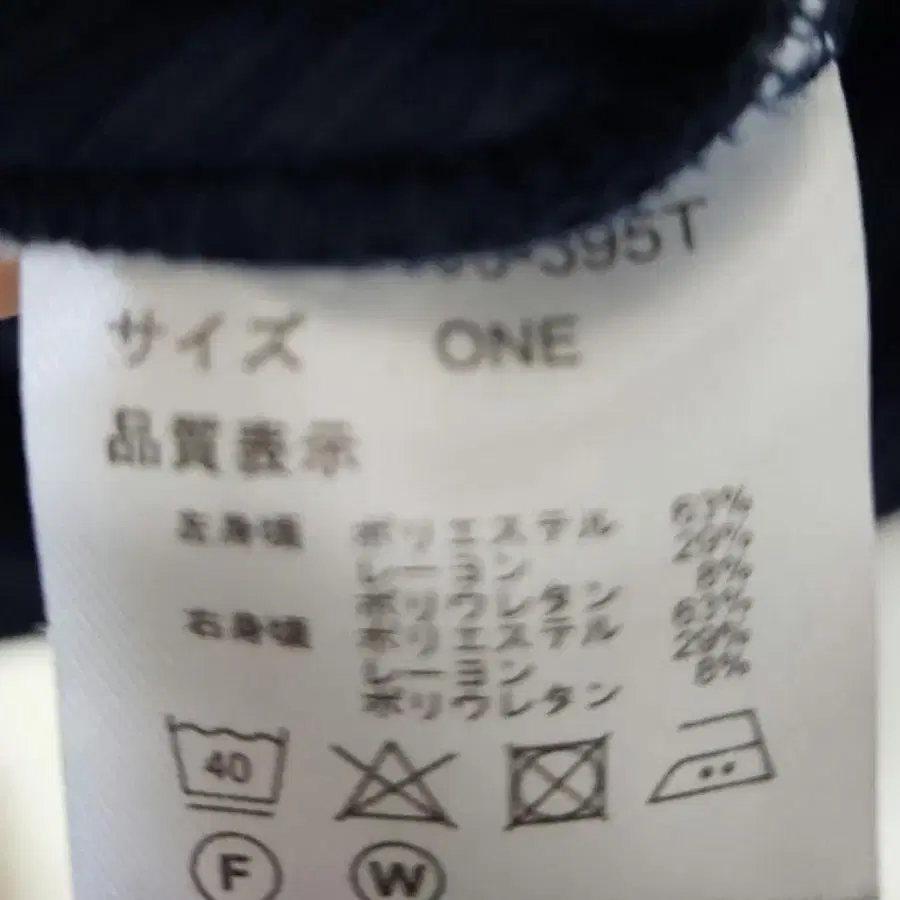 -395T
サイズ ONE
品質表示
左身頃 ポリエステル 63%
レーヨン 29%
ポリウレタン 8%
右身頃 ポリエステル 63%
レーヨン 29%
ポリウレタン 8%
40
F W